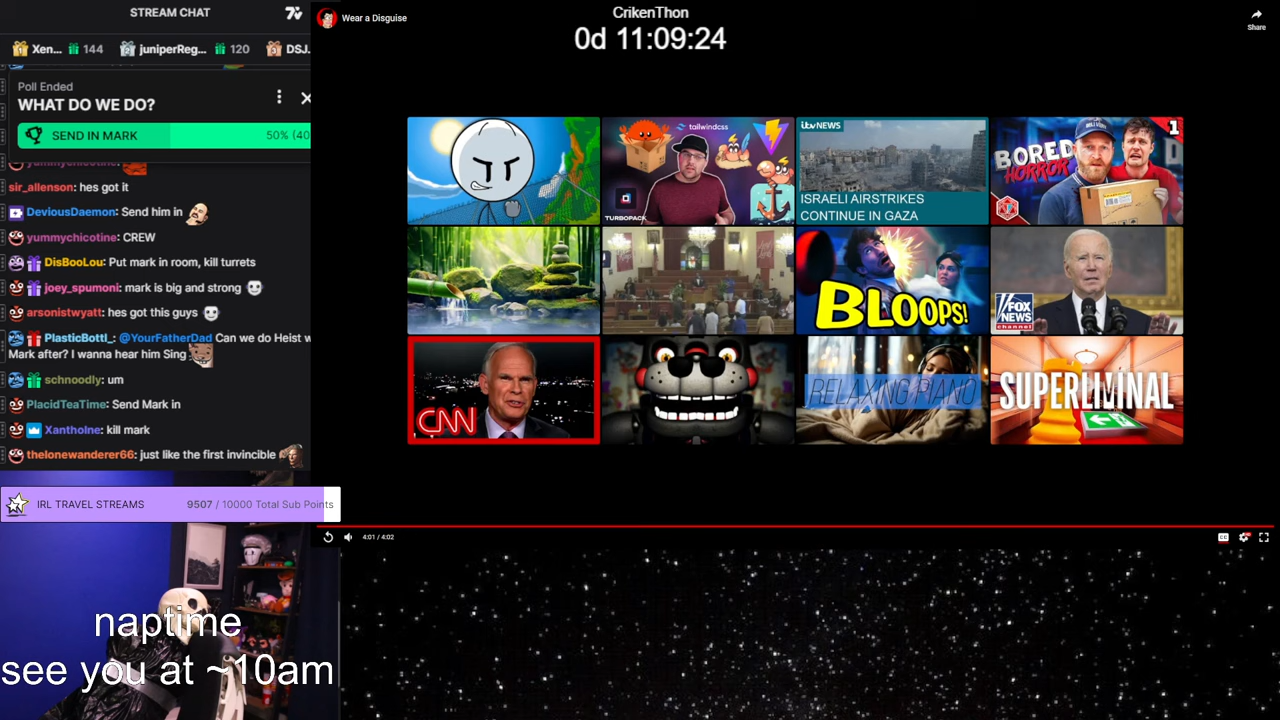 STREAM CHAT
Xen... 144 juniperReg... 120 DSJ.
Poll Ended
WHAT DO WE DO?
SEND IN MARK 50% (40
yummychicotine:
sir_allenson: hes got it
DeviousDaemon: Send him in
yummychicotine: CREW
DisBooLou: Put mark in room, kill turrets
joey_spumoni: mark is big and strong
arsonistwyatt: hes got this guys
PlasticBottl_: @YourFatherDad Can we do Heist w
Mark after? I wanna hear him Sing
schnoodly: um
PlacidTeaTime: Send Mark in
Xantholne: kill mark
thelonewanderer66: just like the first invincible
IRL TRAVEL STREAMS 9507 / 10000 Total Sub Points
naptime
see you at ~10am
Wear a Disguise
CrikenThon
0d 11:09:24
Share
tailwindcss
TURBOPACK
itv NEWS
ISRAELI AIRSTRIKES
CONTINUE IN GAZA
BORED
HORROR
1
BLOOPS!
FOX
NEWS
channel
CNN
RELAXING PIANO
SUPERLIMINAL
4:01 / 4:02
CC